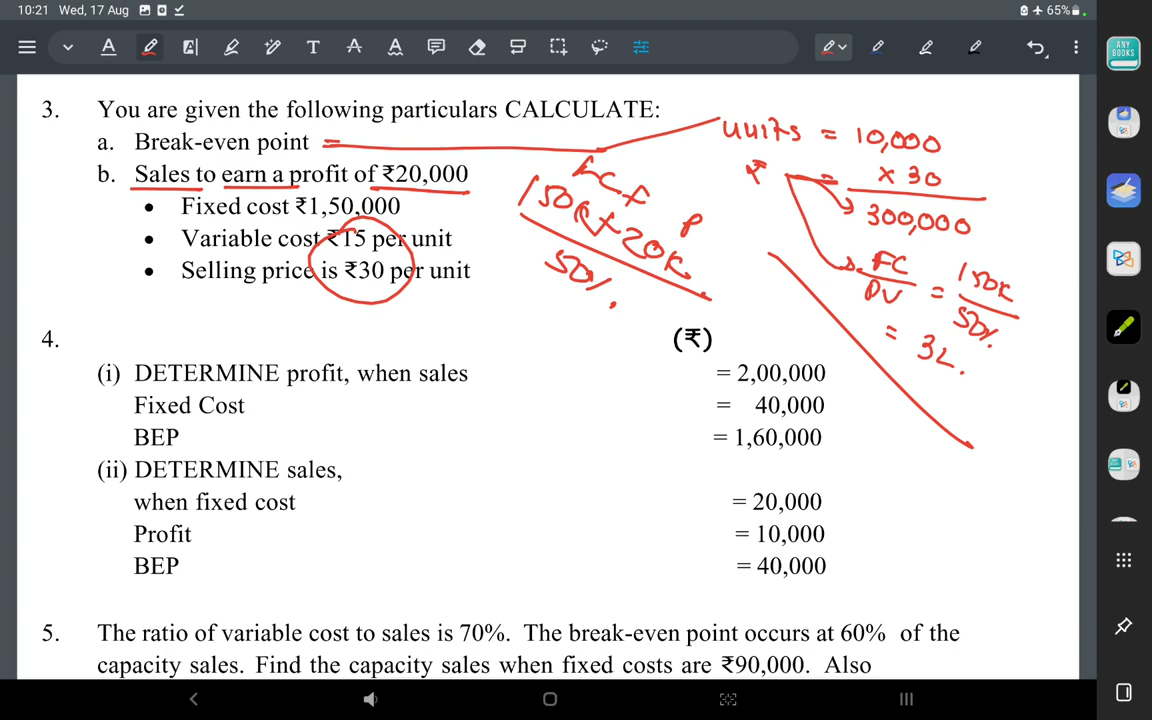 10:21 Wed, 17 Aug
65%
ANY BOOKS
3. You are given the following particulars CALCULATE:
a. Break-even point = units = 10,000
b. Sales to earn a profit of ₹20,000
₹ = × 30
300,000
• Fixed cost ₹1,50,000
• Variable cost ₹15 per unit
• Selling price is ₹30 per unit
FC + P
150K + 20K
50%.
FC
PV
= 150K
50%.
= 3L.
4. (₹)
(i) DETERMINE profit, when sales = 2,00,000
Fixed Cost = 40,000
BEP = 1,60,000
(ii) DETERMINE sales,
when fixed cost = 20,000
Profit = 10,000
BEP = 40,000
5. The ratio of variable cost to sales is 70%. The break-even point occurs at 60% of the
capacity sales. Find the capacity sales when fixed costs are ₹90,000. Also